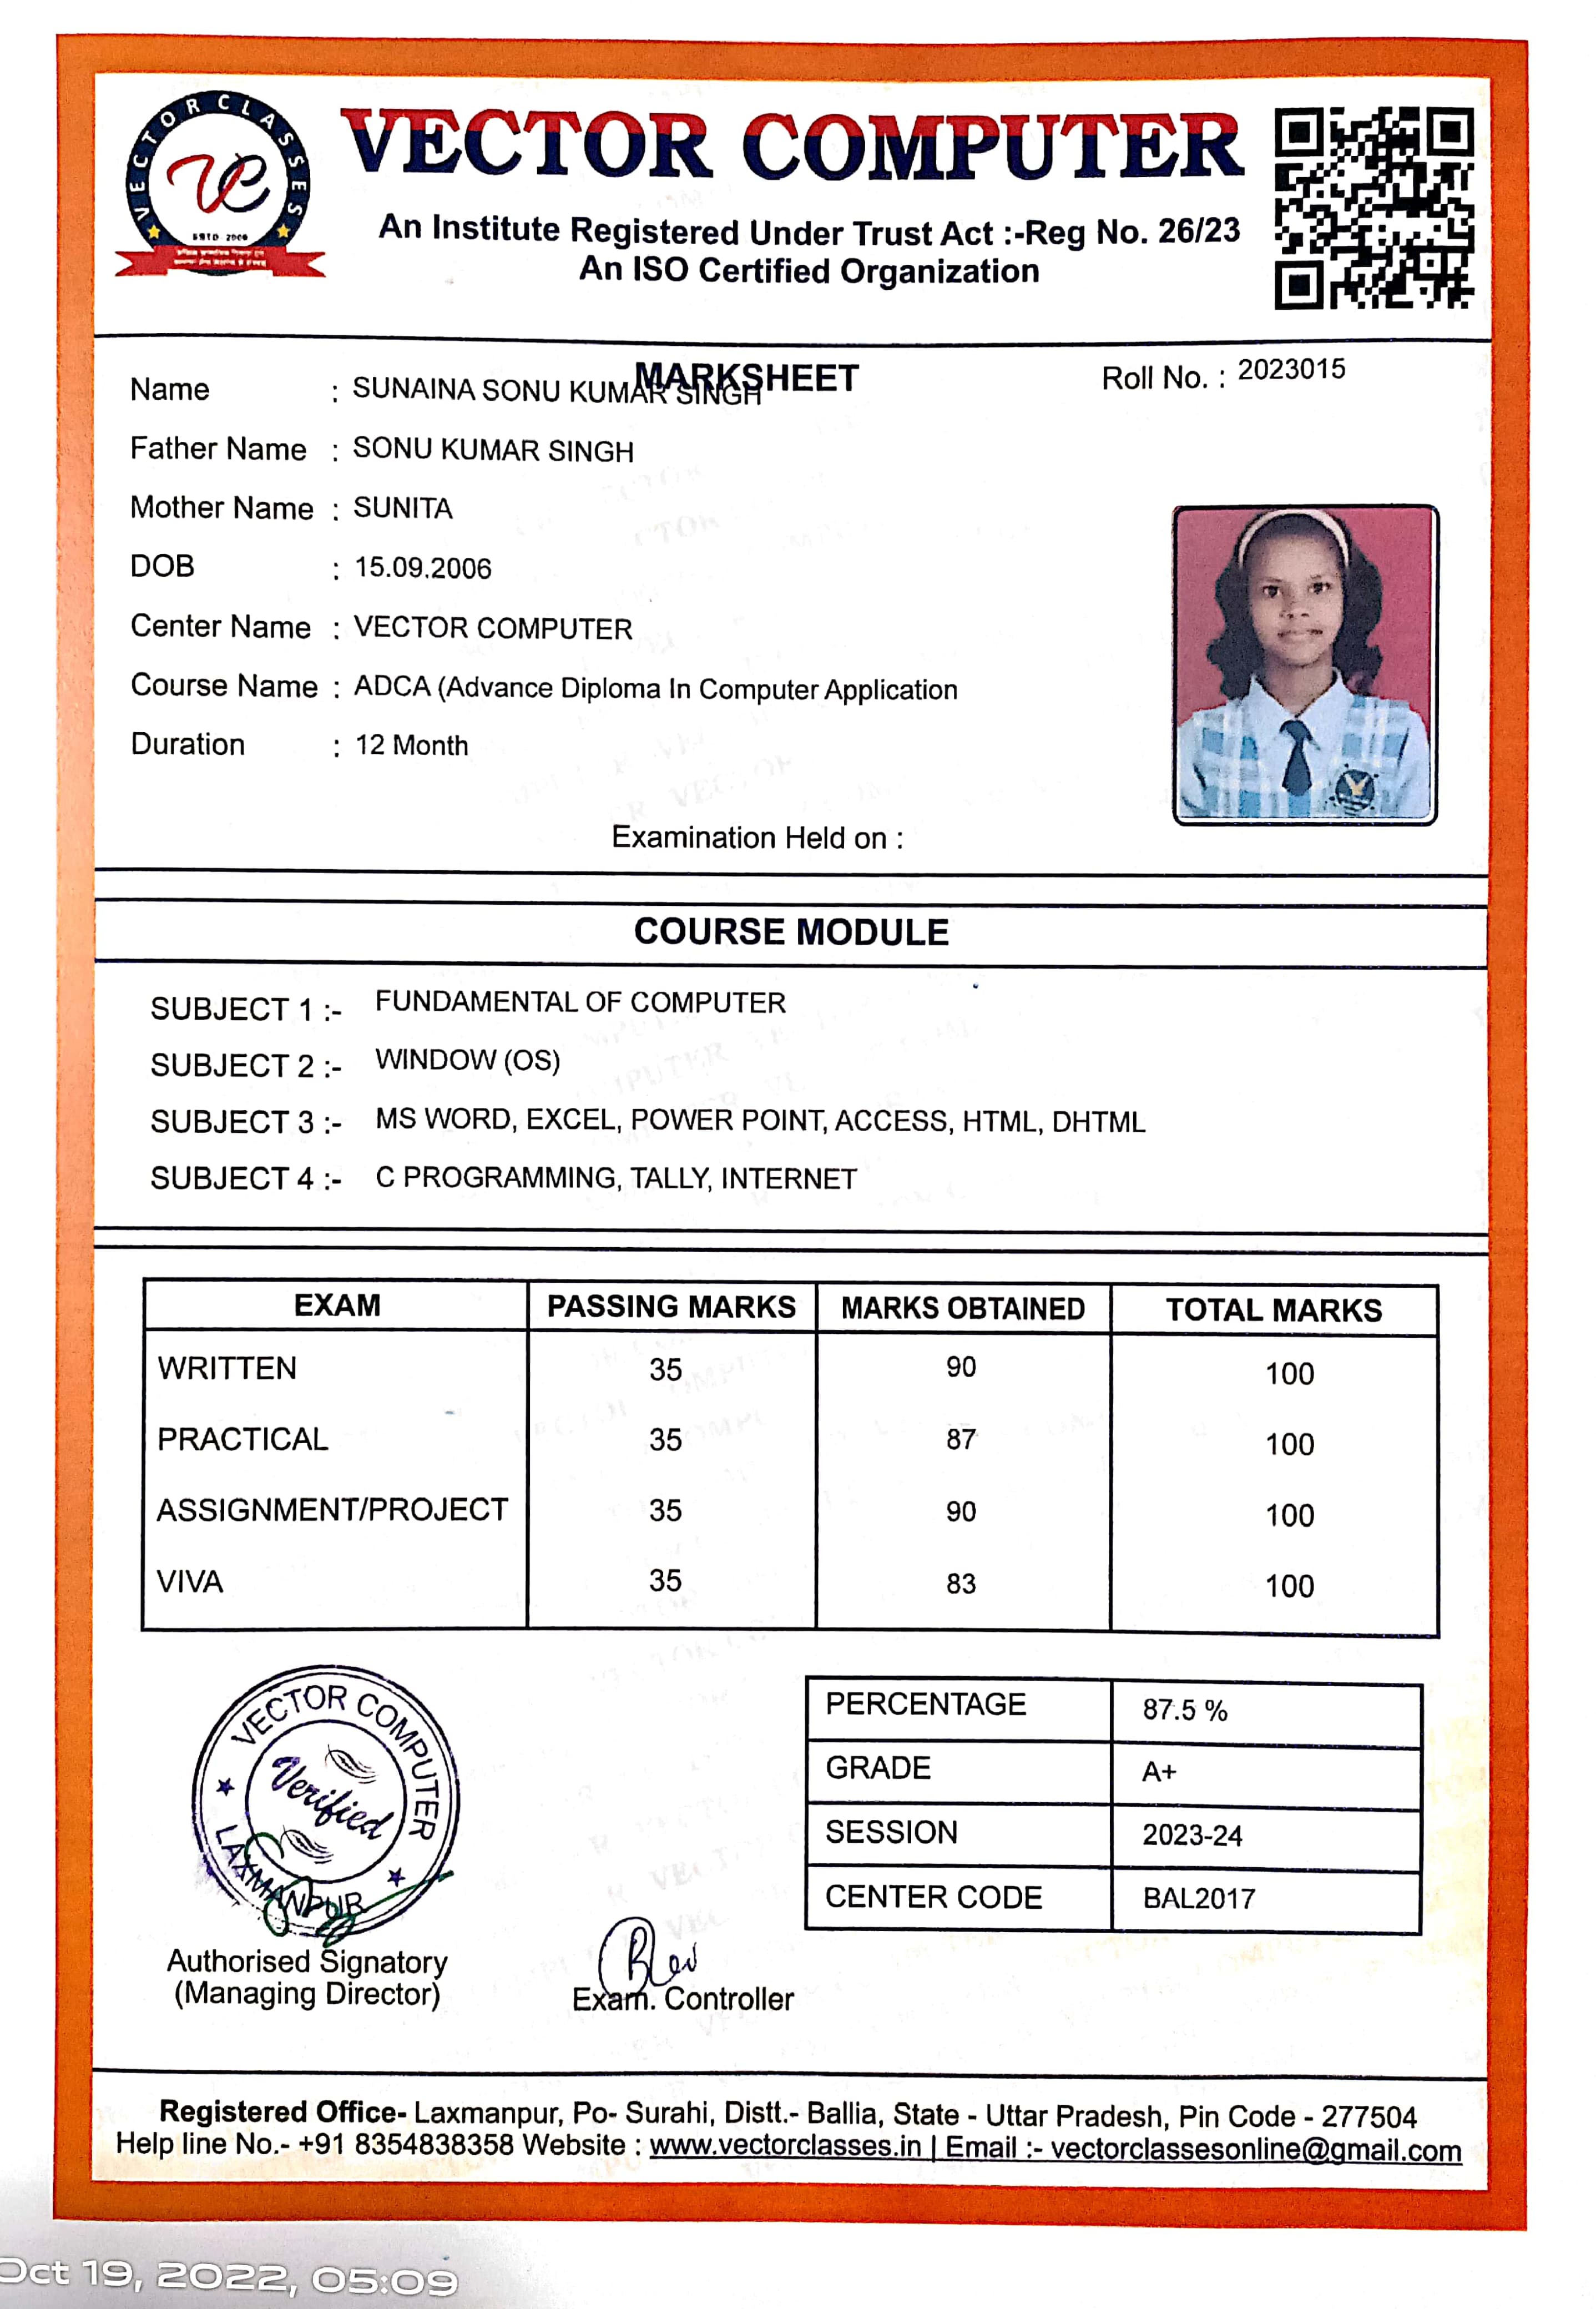 VECTOR CLASSES
ESTD 2006
VECTOR COMPUTER
An Institute Registered Under Trust Act :-Reg No. 26/23
An ISO Certified Organization
MARKSHEET
Roll No. : 2023015
Name : SUNAINA SONU KUMAR SINGH
Father Name : SONU KUMAR SINGH
Mother Name : SUNITA
DOB : 15.09.2006
Center Name : VECTOR COMPUTER
Course Name : ADCA (Advance Diploma In Computer Application
Duration : 12 Month
Examination Held on :
COURSE MODULE
SUBJECT 1 :- FUNDAMENTAL OF COMPUTER
SUBJECT 2 :- WINDOW (OS)
SUBJECT 3 :- MS WORD, EXCEL, POWER POINT, ACCESS, HTML, DHTML
SUBJECT 4 :- C PROGRAMMING, TALLY, INTERNET
EXAM PASSING MARKS MARKS OBTAINED TOTAL MARKS
WRITTEN 35 90 100
PRACTICAL 35 87 100
ASSIGNMENT/PROJECT 35 90 100
VIVA 35 83 100
PERCENTAGE 87.5 %
GRADE A+
SESSION 2023-24
CENTER CODE BAL2017
VECTOR COMPUTER
Verified
LAXMANPUR
Authorised Signatory
(Managing Director)
Exam. Controller
Registered Office- Laxmanpur, Po- Surahi, Distt.- Ballia, State - Uttar Pradesh, Pin Code - 277504
Help line No.- +91 8354838358 Website : www.vectorclasses.in | Email :- vectorclassesonline@gmail.com
Oct 19, 2022, 05:09